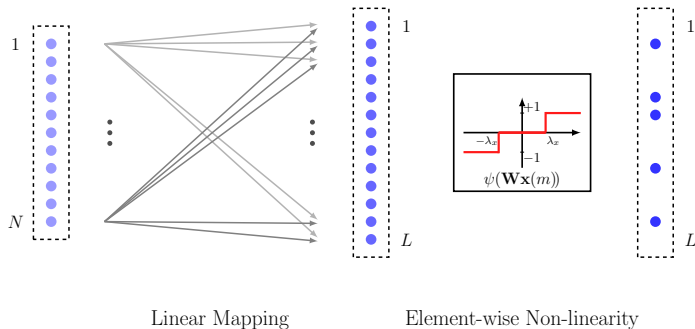 1
N
1
L
+1
−λₓ
λₓ
−1
ψ(Wx(m))
1
L
Linear Mapping
Element-wise Non-linearity